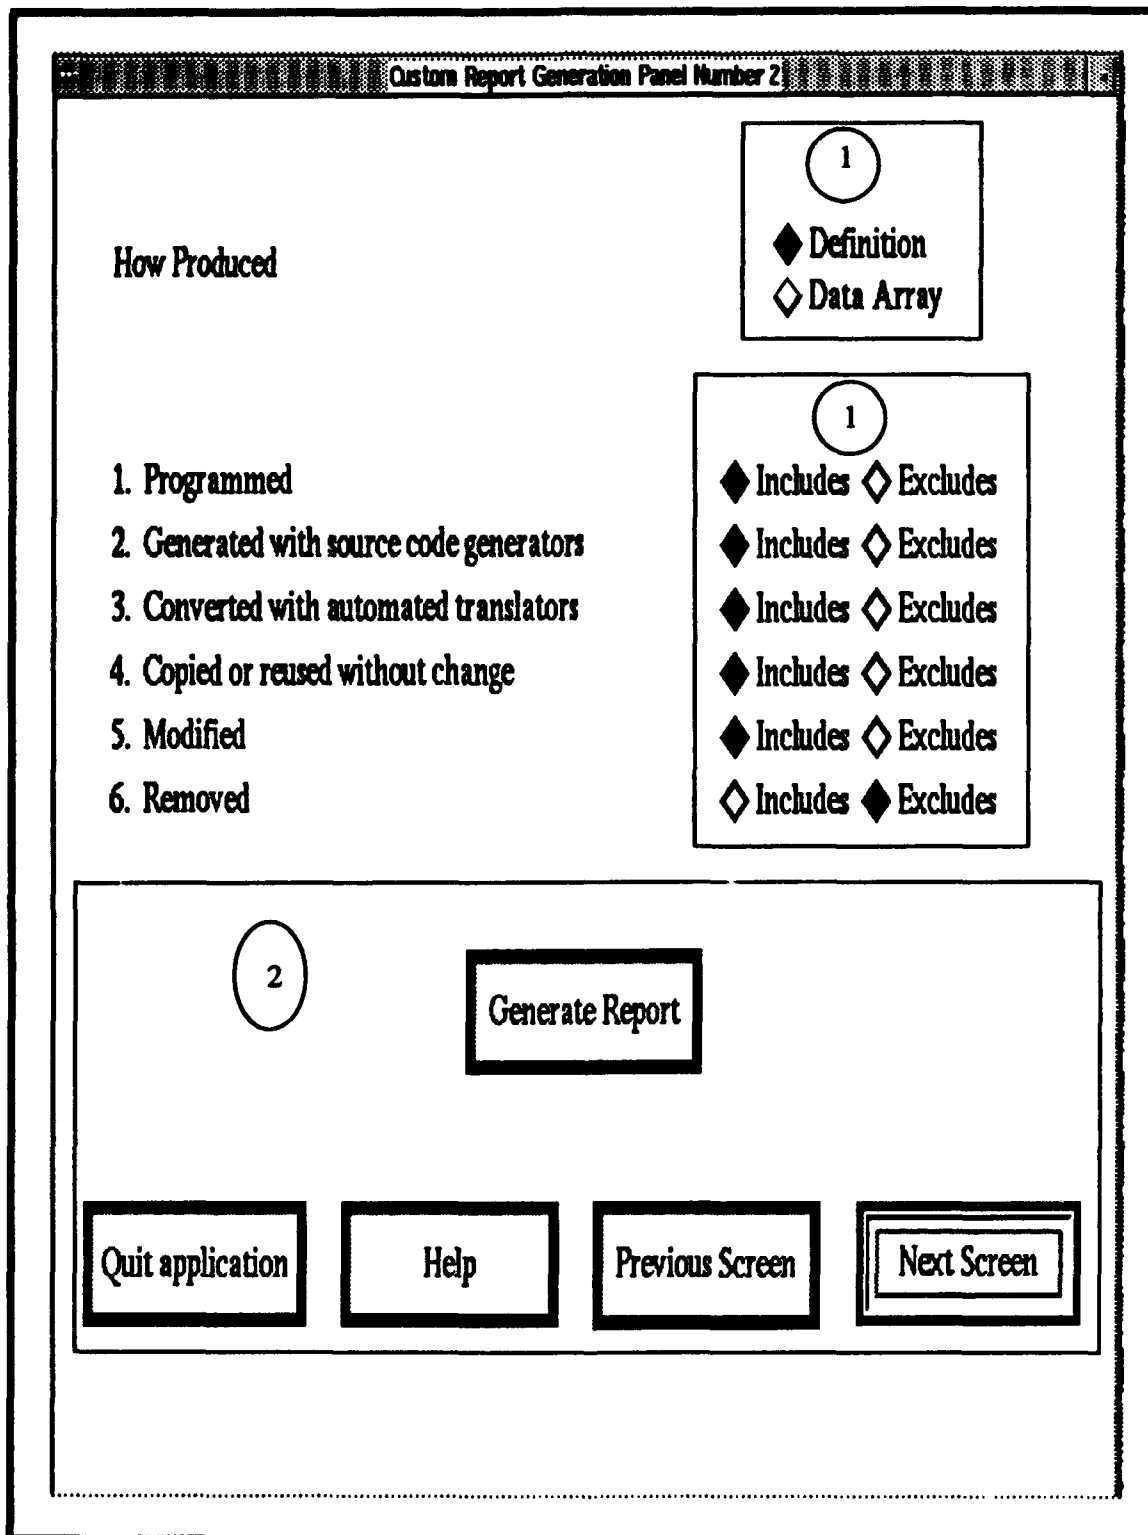 Custom Report Generation Panel Number 2
1
How Produced
Definition
Data Array
1
1. Programmed Includes Excludes
2. Generated with source code generators Includes Excludes
3. Converted with automated translators Includes Excludes
4. Copied or reused without change Includes Excludes
5. Modified Includes Excludes
6. Removed Includes Excludes
2
Generate Report
Quit application Help Previous Screen Next Screen